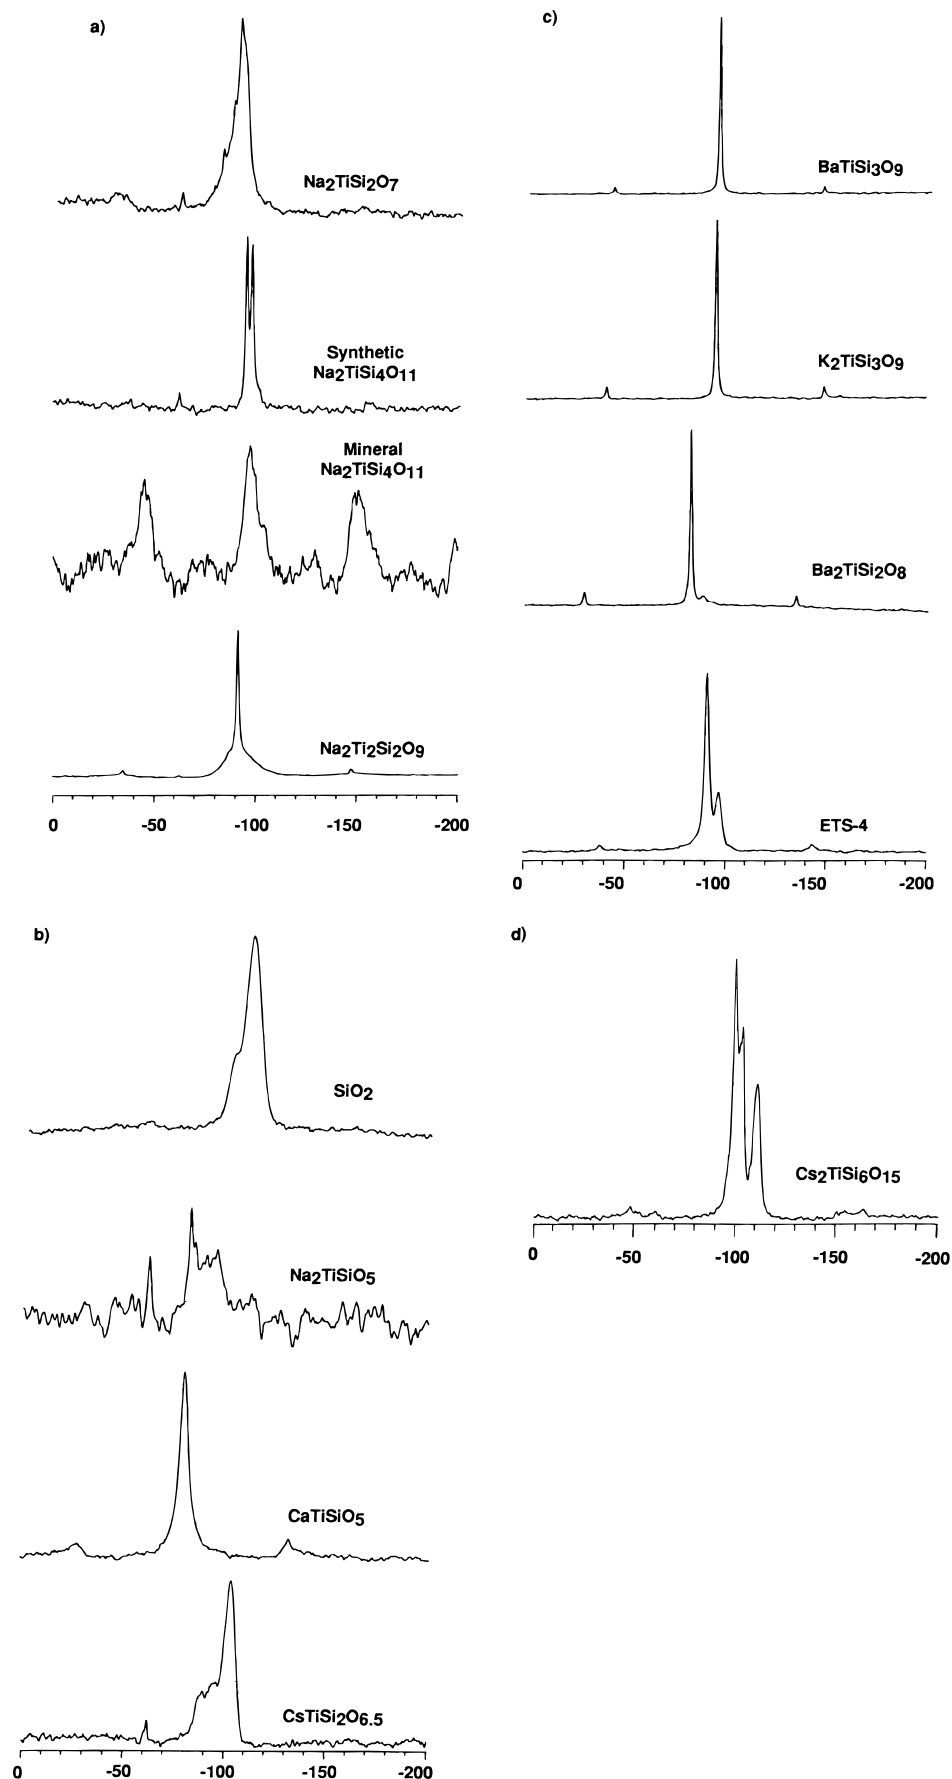 a)
Na2TiSi2O7
Synthetic
Na2TiSi4O11
Mineral
Na2TiSi4O11
Na2Ti2Si2O9
0 -50 -100 -150 -200
c)
BaTiSi3O9
K2TiSi3O9
Ba2TiSi2O8
ETS-4
0 -50 -100 -150 -200
b)
SiO2
Na2TiSiO5
CaTiSiO5
CsTiSi2O6.5
0 -50 -100 -150 -200
d)
Cs2TiSi6O15
0 -50 -100 -150 -200